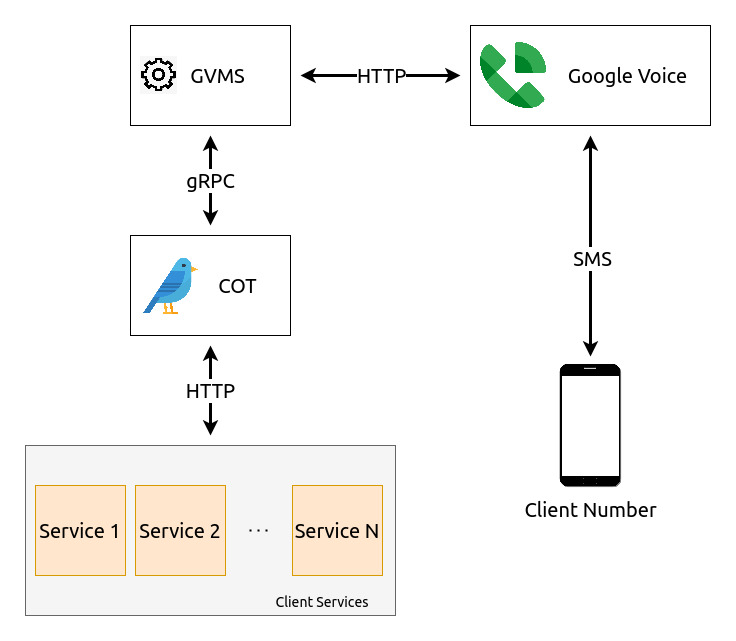 GVMS
HTTP
Google Voice
gRPC
COT
SMS
HTTP
Service 1
Service 2
...
Service N
Client Services
Client Number